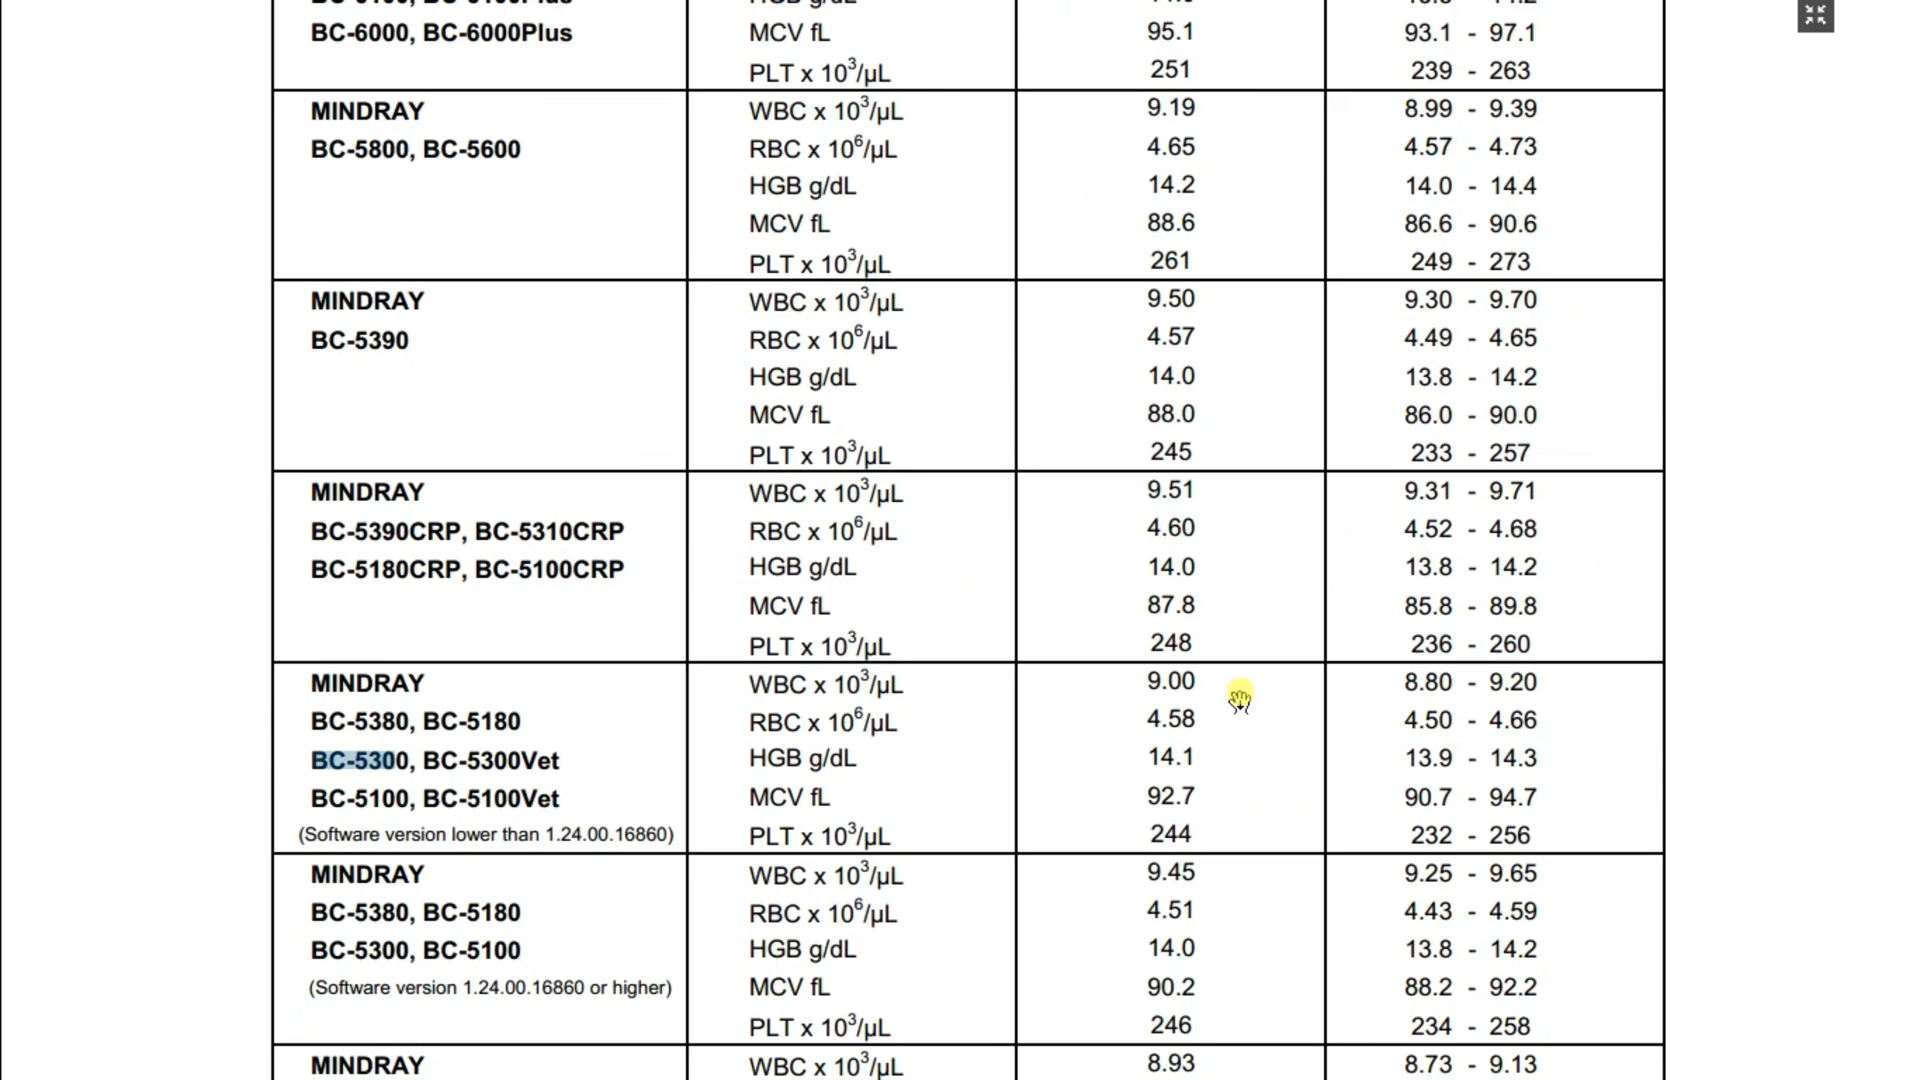 BC-6000, BC-6000Plus MCV fL 95.1 93.1 - 97.1
PLT x 10³/µL 251 239 - 263
MINDRAY WBC x 10³/µL 9.19 8.99 - 9.39
BC-5800, BC-5600 RBC x 10⁶/µL 4.65 4.57 - 4.73
HGB g/dL 14.2 14.0 - 14.4
MCV fL 88.6 86.6 - 90.6
PLT x 10³/µL 261 249 - 273
MINDRAY WBC x 10³/µL 9.50 9.30 - 9.70
BC-5390 RBC x 10⁶/µL 4.57 4.49 - 4.65
HGB g/dL 14.0 13.8 - 14.2
MCV fL 88.0 86.0 - 90.0
PLT x 10³/µL 245 233 - 257
MINDRAY WBC x 10³/µL 9.51 9.31 - 9.71
BC-5390CRP, BC-5310CRP RBC x 10⁶/µL 4.60 4.52 - 4.68
BC-5180CRP, BC-5100CRP HGB g/dL 14.0 13.8 - 14.2
MCV fL 87.8 85.8 - 89.8
PLT x 10³/µL 248 236 - 260
MINDRAY WBC x 10³/µL 9.00 8.80 - 9.20
BC-5380, BC-5180 RBC x 10⁶/µL 4.58 4.50 - 4.66
BC-5300, BC-5300Vet HGB g/dL 14.1 13.9 - 14.3
BC-5100, BC-5100Vet MCV fL 92.7 90.7 - 94.7
(Software version lower than 1.24.00.16860) PLT x 10³/µL 244 232 - 256
MINDRAY WBC x 10³/µL 9.45 9.25 - 9.65
BC-5380, BC-5180 RBC x 10⁶/µL 4.51 4.43 - 4.59
BC-5300, BC-5100 HGB g/dL 14.0 13.8 - 14.2
(Software version 1.24.00.16860 or higher) MCV fL 90.2 88.2 - 92.2
PLT x 10³/µL 246 234 - 258
MINDRAY WBC x 10³/µL 8.93 8.73 - 9.13